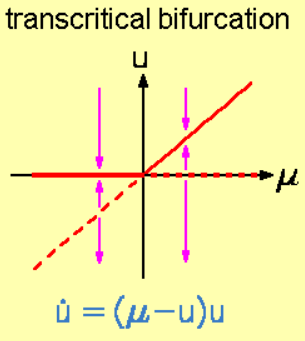 transcritical bifurcation
u
μ
u̇ = (μ−u)u